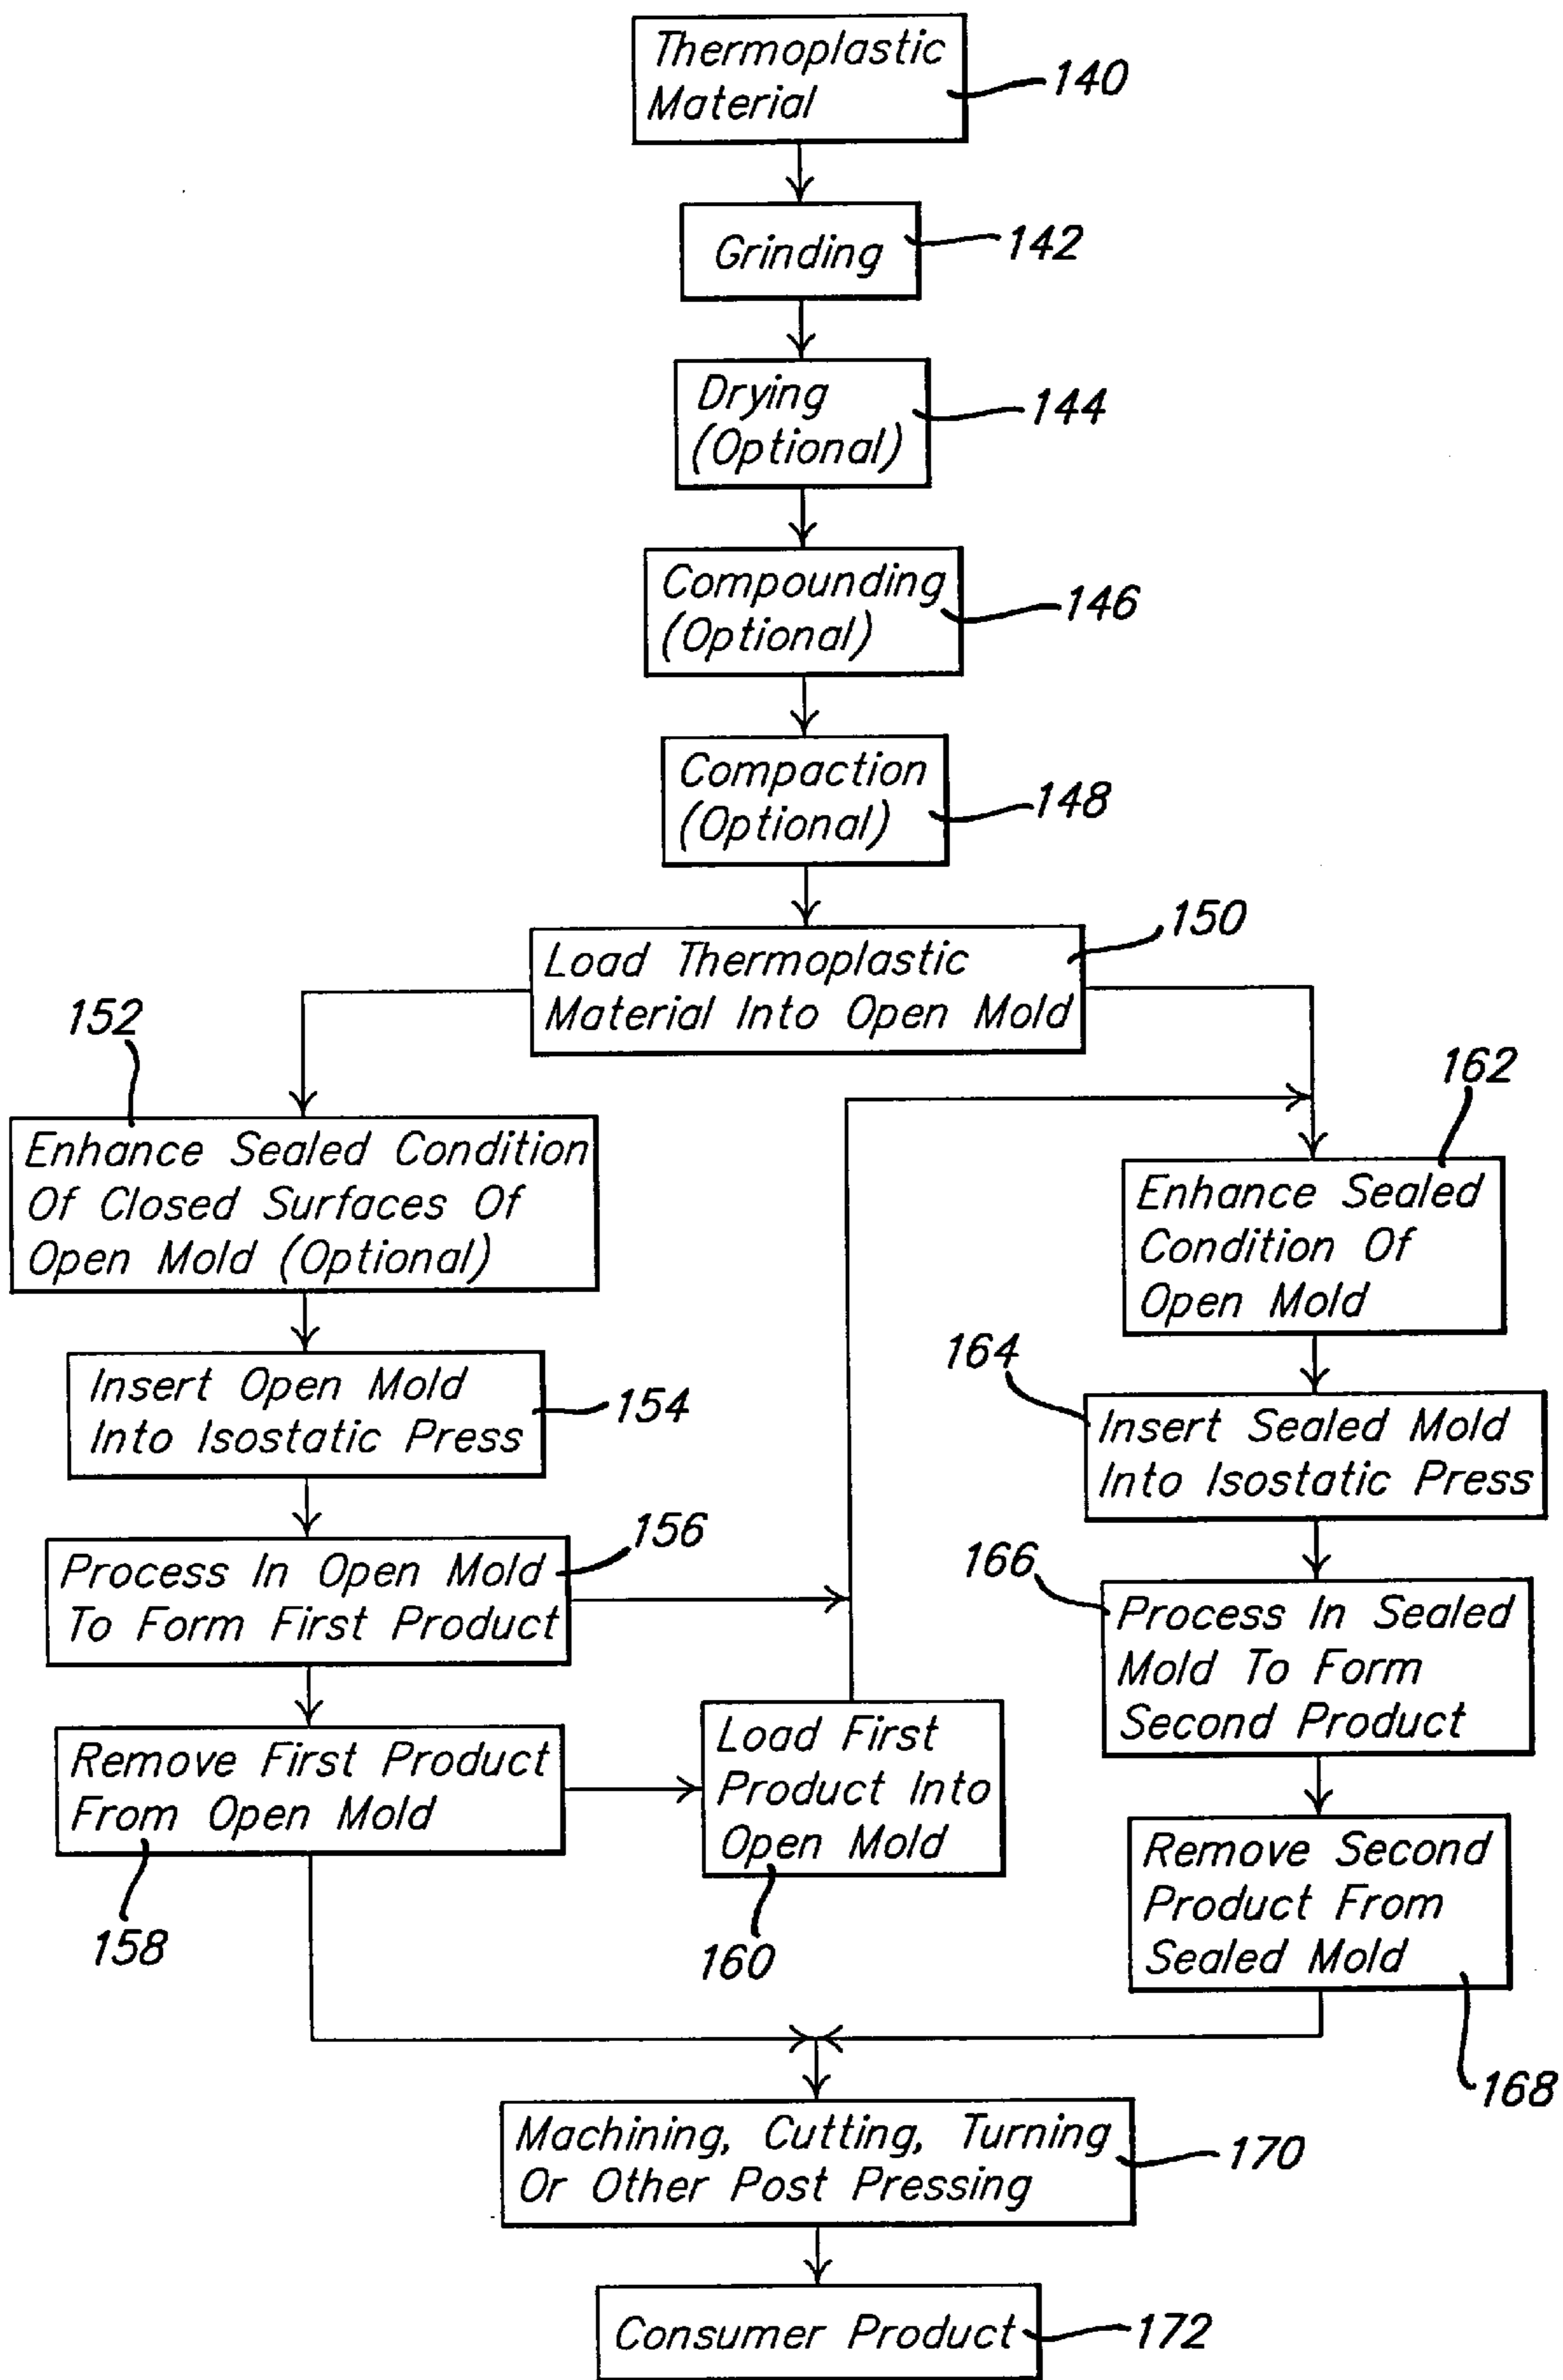 Thermoplastic
Material
140
Grinding
142
Drying
(Optional)
144
Compounding
(Optional)
146
Compaction
(Optional)
148
150
Load Thermoplastic
Material Into Open Mold
152
Enhance Sealed Condition
Of Closed Surfaces Of
Open Mold (Optional)
Insert Open Mold
Into Isostatic Press
154
156
Process In Open Mold
To Form First Product
Remove First Product
From Open Mold
158
Load First
Product Into
Open Mold
160
162
Enhance Sealed
Condition Of
Open Mold
164
Insert Sealed Mold
Into Isostatic Press
166
Process In Sealed
Mold To Form
Second Product
Remove Second
Product From
Sealed Mold
168
Machining, Cutting, Turning
Or Other Post Pressing
170
Consumer Product
172